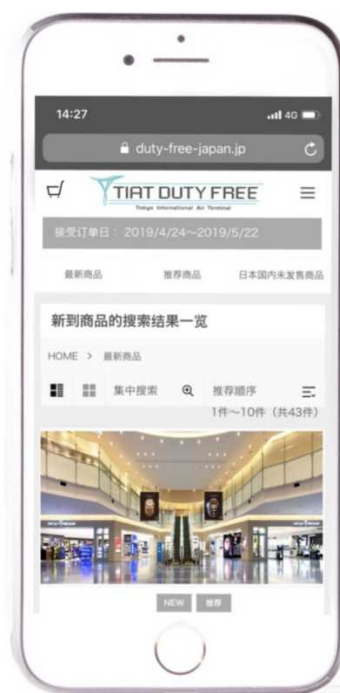 14:27 4G
duty-free-japan.jp
TIAT DUTY FREE
Tokyo International Air Terminal
接受订单日：2019/4/24～2019/5/22
最新商品 推荐商品 日本国内未发售商品
新到商品的搜索结果一览
HOME > 最新商品
集中搜索 推荐顺序
1件～10件（共43件）
NEW 推荐